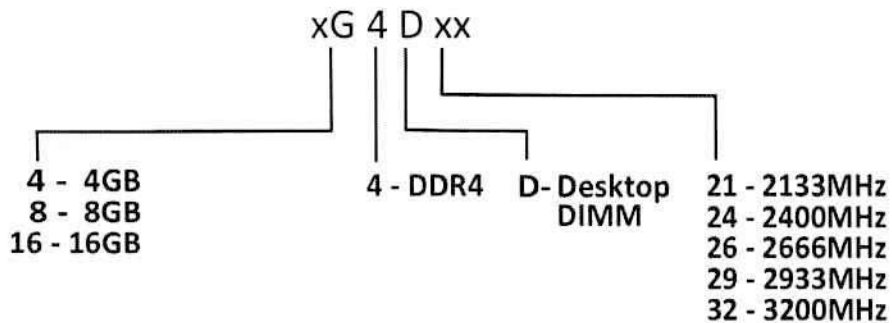 xG 4 D xx
4 - 4GB
8 - 8GB
16 - 16GB
4 - DDR4
D- Desktop
DIMM
21 - 2133MHz
24 - 2400MHz
26 - 2666MHz
29 - 2933MHz
32 - 3200MHz